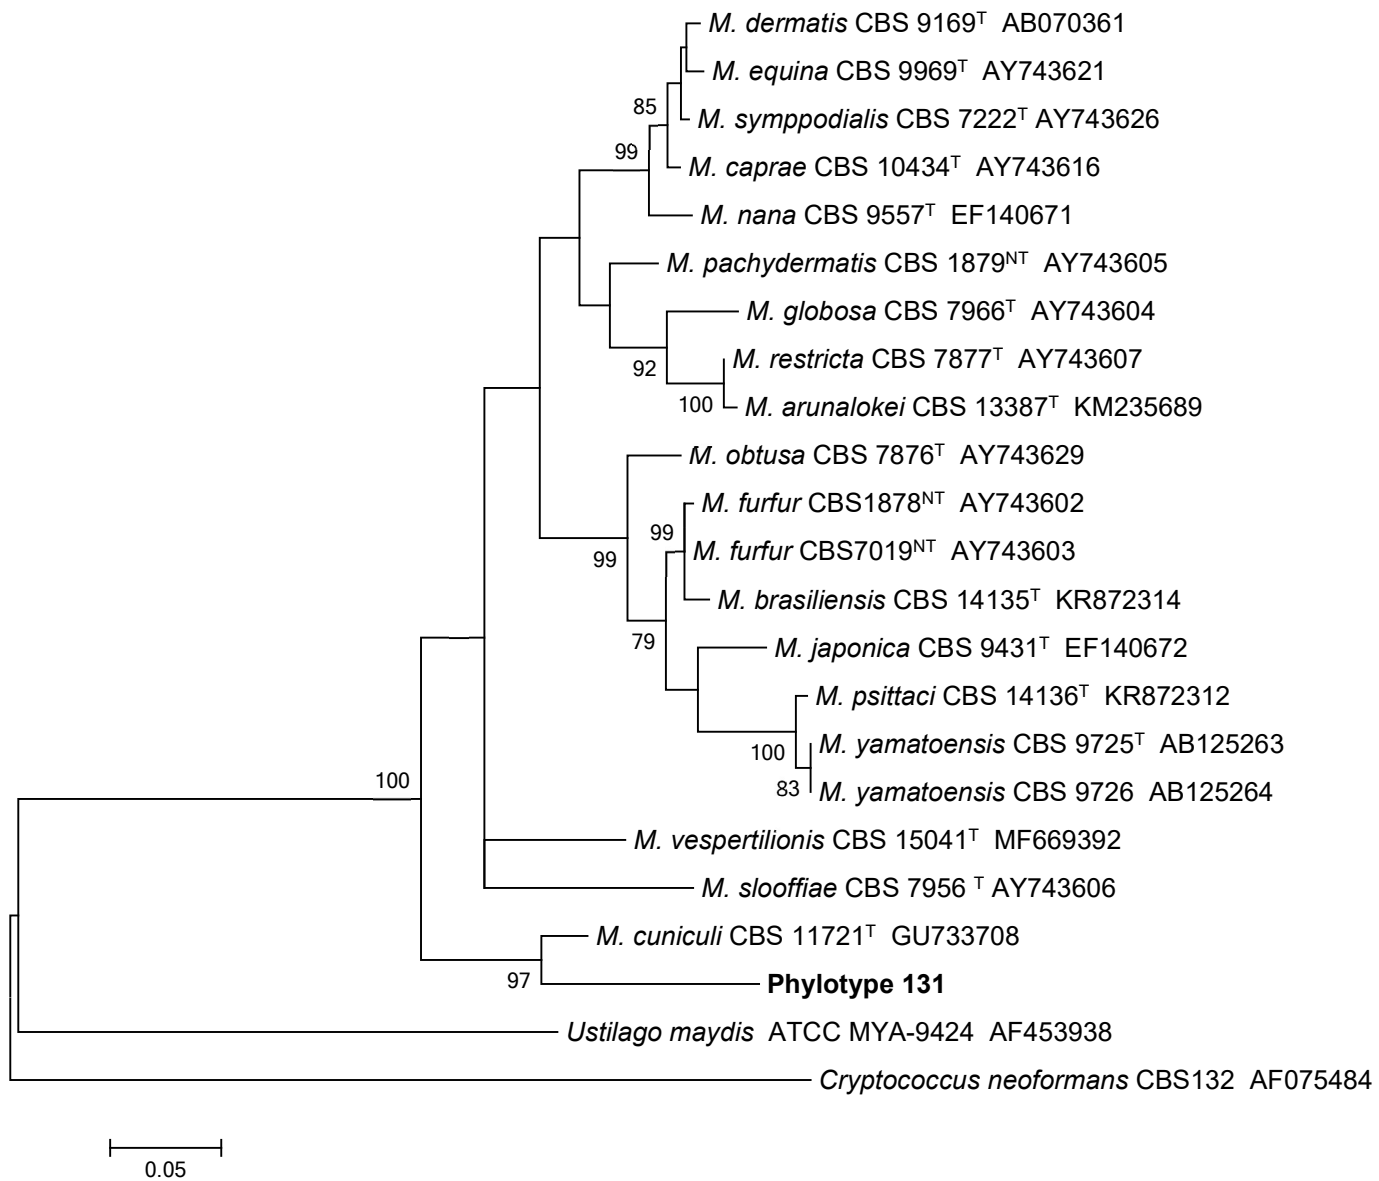 M. dermatis CBS 9169T AB070361
M. equina CBS 9969T AY743621
85
M. symppodialis CBS 7222T AY743626
99
M. caprae CBS 10434T AY743616
M. nana CBS 9557T EF140671
M. pachydermatis CBS 1879NT AY743605
M. globosa CBS 7966T AY743604
M. restricta CBS 7877T AY743607
92
100
M. arunalokei CBS 13387T KM235689
M. obtusa CBS 7876T AY743629
M. furfur CBS1878NT AY743602
99
M. furfur CBS7019NT AY743603
99
M. brasiliensis CBS 14135T KR872314
79
M. japonica CBS 9431T EF140672
M. psittaci CBS 14136T KR872312
M. yamatoensis CBS 9725T AB125263
100
83
M. yamatoensis CBS 9726 AB125264
100
M. vespertilionis CBS 15041T MF669392
M. slooffiae CBS 7956 T AY743606
M. cuniculi CBS 11721T GU733708
97
Phylotype 131
Ustilago maydis ATCC MYA-9424 AF453938
Cryptococcus neoformans CBS132 AF075484
0.05